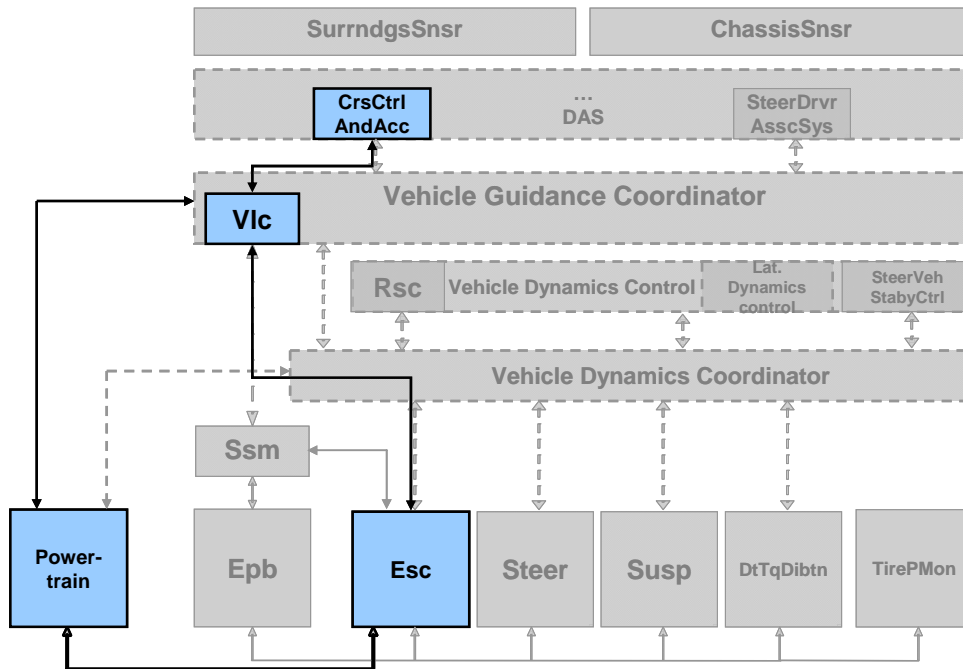 SurrndgsSnsr
ChassisSnsr
CrsCtrl
AndAcc
...
DAS
SteerDrvr
AsscSys
Vehicle Guidance Coordinator
Vlc
Rsc
Vehicle Dynamics Control
Lat.
Dynamics
control
SteerVeh
StabyCtrl
Vehicle Dynamics Coordinator
Ssm
Power-
train
Epb
Esc
Steer
Susp
DtTqDibtn
TirePMon